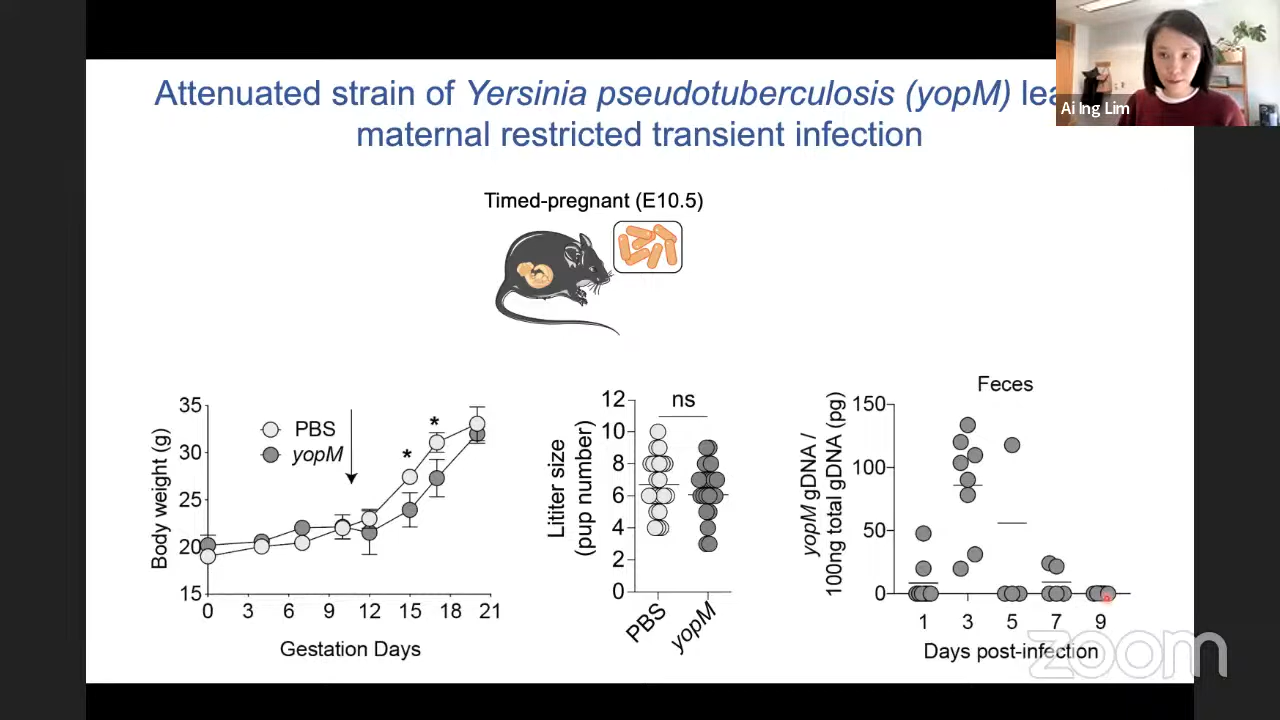 Attenuated strain of Yersinia pseudotuberculosis (yopM) lea
maternal restricted transient infection
Ai Ing Lim
Timed-pregnant (E10.5)
35
30
25
20
15
Body weight (g)
PBS
yopM
*
*
0 3 6 9 12 15 18 21
Gestation Days
12
10
8
6
4
2
0
Lititer size
(pup number)
ns
PBS
yopM
Feces
150
100
50
0
yopM gDNA /
100ng total gDNA (pg)
1 3 5 7 9
Days post-infection
zoom